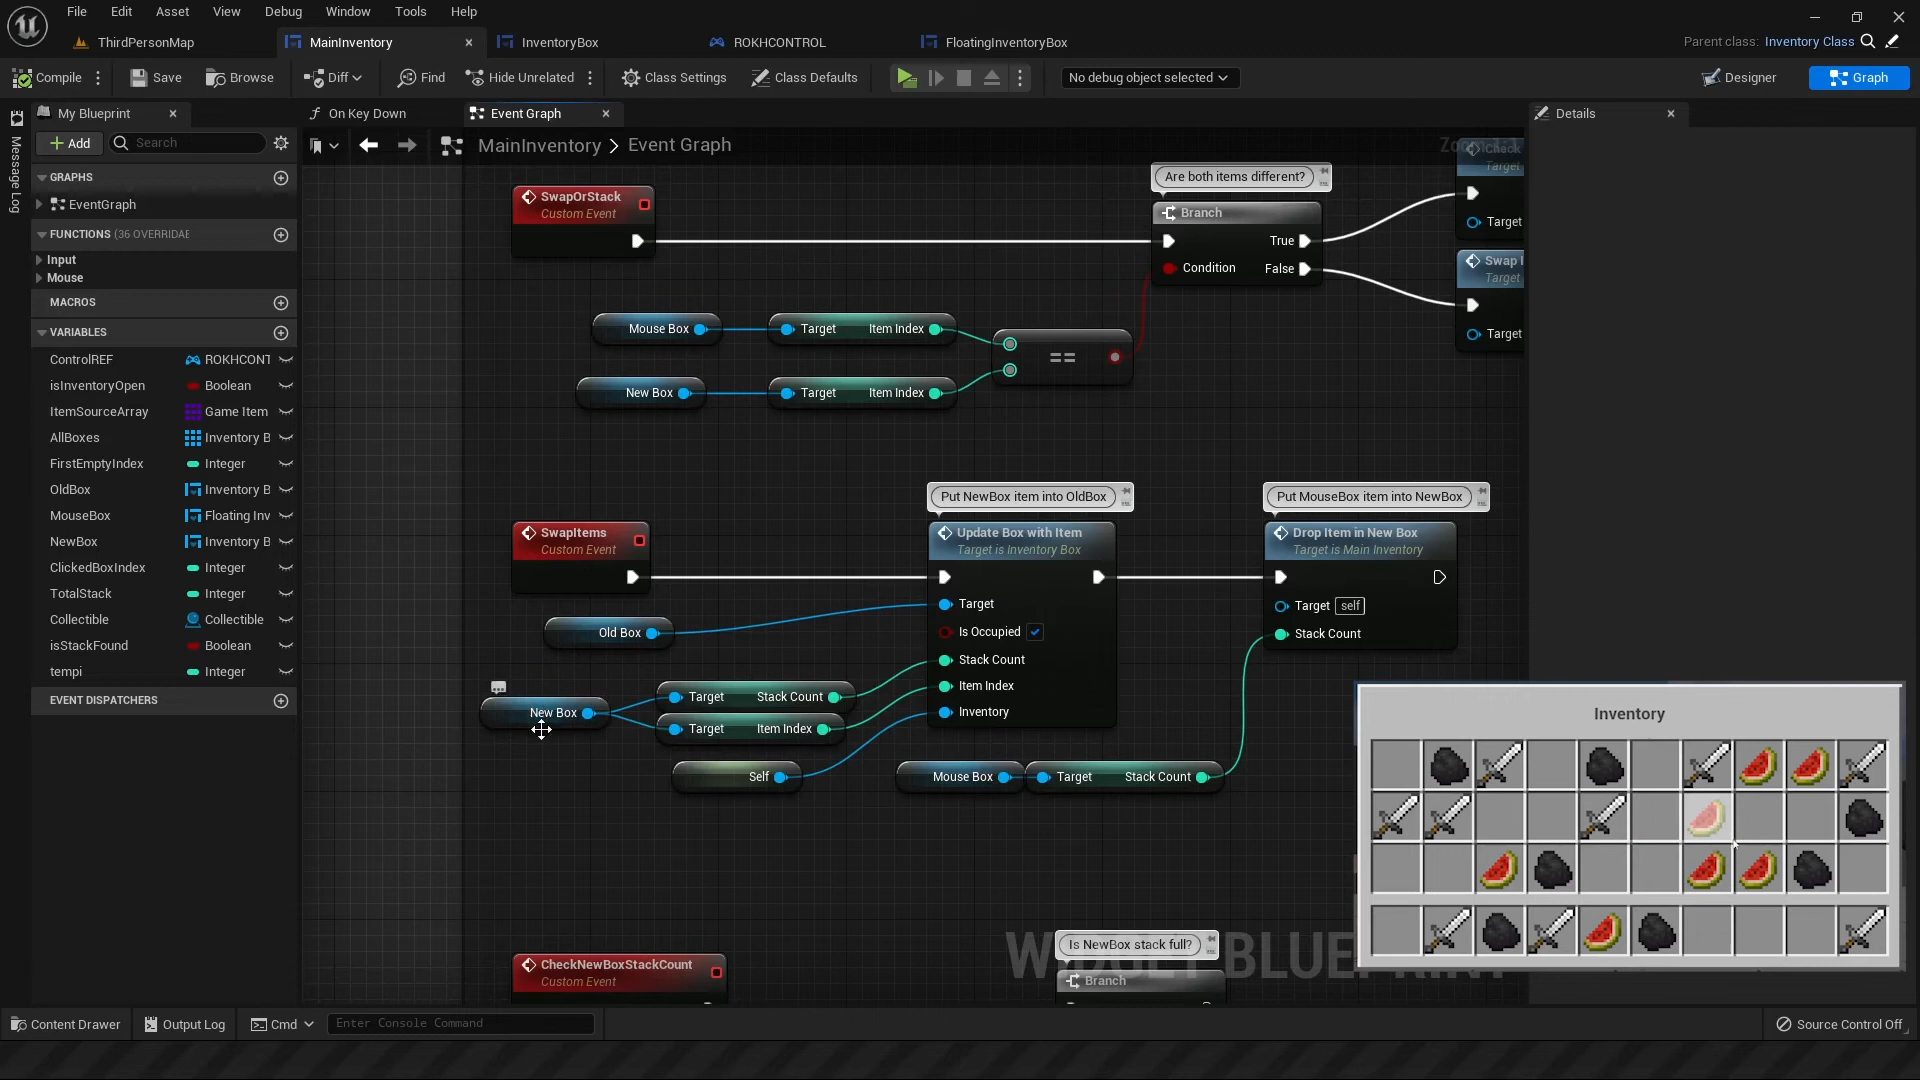 File Edit Asset View Debug Window Tools Help
ThirdPersonMap MainInventory InventoryBox ROKHCONTROL FloatingInventoryBox
Parent class: Inventory Class
Compile Save Browse Diff Find Hide Unrelated Class Settings Class Defaults No debug object selected Designer Graph
My Blueprint On Key Down Event Graph Details
Message Log
Add Search
MainInventory > Event Graph
GRAPHS
EventGraph
FUNCTIONS (36 OVERRIDAE
Input
Mouse
MACROS
VARIABLES
ControlREF ROKHCONT
isInventoryOpen Boolean
ItemSourceArray Game Item
AllBoxes Inventory B
FirstEmptyIndex Integer
OldBox Inventory B
MouseBox Floating Inv
NewBox Inventory B
ClickedBoxIndex Integer
TotalStack Integer
Collectible Collectible
isStackFound Boolean
tempi Integer
EVENT DISPATCHERS
SwapOrStack
Custom Event
Are both items different?
Branch
True
Condition False
Check
Target
Target
Swap I
Target
Target
Mouse Box Target Item Index
==
New Box Target Item Index
Put NewBox item into OldBox
Put MouseBox item into NewBox
SwapItems
Custom Event
Update Box with Item
Target is Inventory Box
Drop Item in New Box
Target is Main Inventory
Target
Target self
Old Box
Is Occupied
Stack Count
Stack Count
Item Index
Inventory
New Box
Target Stack Count
Target Item Index
Self
Mouse Box Target Stack Count
Inventory
Is NewBox stack full?
CheckNewBoxStackCount
Custom Event
Branch
Content Drawer Output Log Cmd Enter Console Command Source Control Off